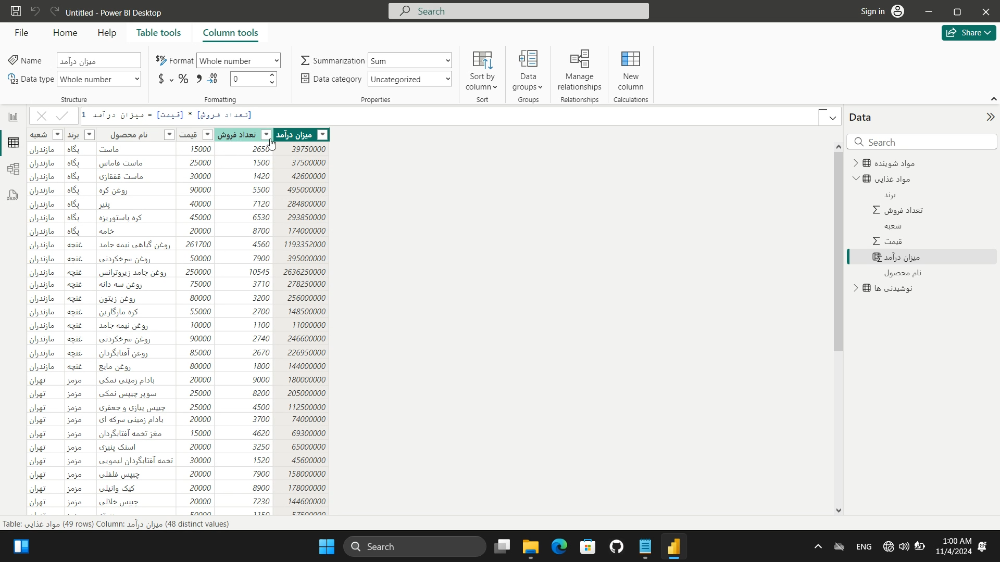 Untitled - Power BI Desktop
Search
Sign in
File Home Help Table tools Column tools
Share
Name میزان درآمد
Data type Whole number
Structure
Format Whole number
$ % 0
Formatting
Summarization Sum
Data category Uncategorized
Properties
Sort by column
Sort
Data groups
Groups
Manage relationships
Relationships
New column
Calculations
1 میزان درآمد = [قیمت] * [تعداد فروش]
شعبه برند نام محصول قیمت تعداد فروش میزان درآمد
مازندران پگاه ماست 15000 2650 39750000
مازندران پگاه ماست فاماس 25000 1500 37500000
مازندران پگاه ماست قفقازی 30000 1420 42600000
مازندران پگاه روغن کره 90000 5500 495000000
مازندران پگاه پنیر 40000 7120 284800000
مازندران پگاه کره پاستوریزه 45000 6530 293850000
مازندران پگاه خامه 20000 8700 174000000
مازندران غنچه روغن گیاهی نیمه جامد 261700 4560 1193352000
مازندران غنچه روغن سرخکردنی 50000 7900 395000000
مازندران غنچه روغن جامد زیروترانس 250000 10545 2636250000
مازندران غنچه روغن سه دانه 75000 3710 278250000
مازندران غنچه روغن زیتون 80000 3200 256000000
مازندران غنچه کره مارگارین 55000 2700 148500000
مازندران غنچه روغن نیمه جامد 10000 1100 11000000
مازندران غنچه روغن سرخکردنی 90000 2740 246600000
مازندران غنچه روغن آفتابگردان 85000 2670 226950000
مازندران غنچه روغن مایع 80000 1800 144000000
تهران مزمز بادام زمینی نمکی 20000 9000 180000000
تهران مزمز سوپر چیپس نمکی 25000 8200 205000000
تهران مزمز چیپس پیازی و جعفری 25000 4500 112500000
تهران مزمز بادام زمینی سرکه ای 20000 3700 74000000
تهران مزمز مغز تخمه آفتابگردان 15000 4620 69300000
تهران مزمز اسنک پنیزی 20000 3250 65000000
تهران مزمز تخمه آفتابگردان لیمویی 30000 1520 45600000
تهران مزمز چیپس فلفلی 20000 7900 158000000
تهران مزمز کیک وانیلی 20000 8900 178000000
تهران مزمز چیپس خلالی 20000 7230 144600000
50000 1150 57500000
Data
Search
مواد شوینده
مواد غذایی
برند
تعداد فروش
شعبه
قیمت
میزان درآمد
نام محصول
نوشیدنی ها
Table: مواد غذایی (49 rows) Column: میزان درآمد (48 distinct values)
Search
ENG
1:00 AM
11/4/2024